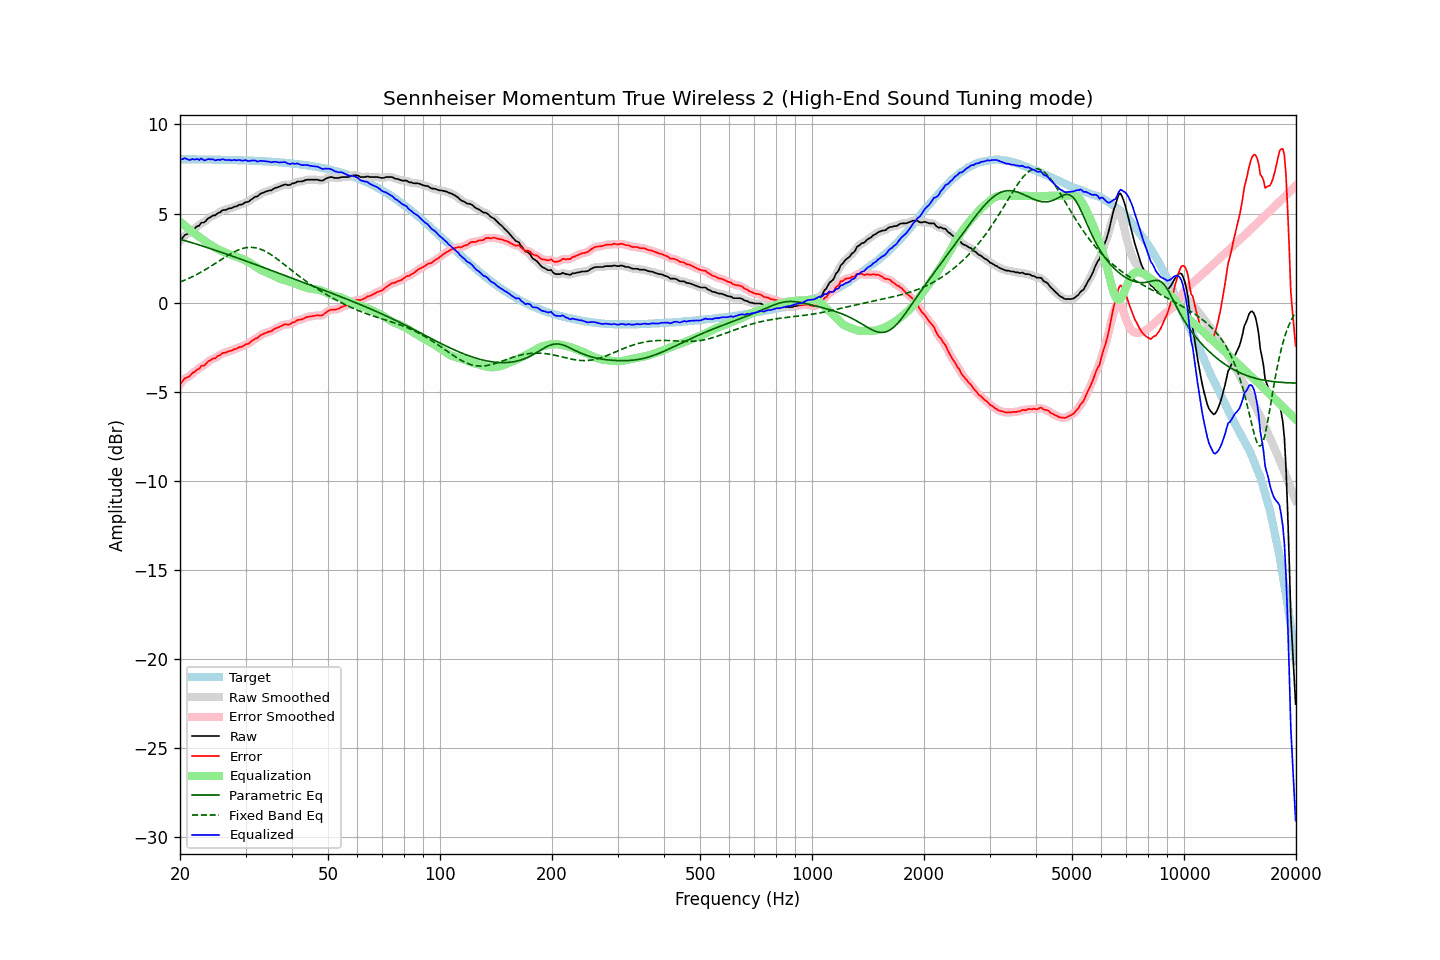 Sennheiser Momentum True Wireless 2 (High-End Sound Tuning mode)
10
5
0
−5
−10
−15
−20
−25
−30
Amplitude (dBr)
Target
Raw Smoothed
Error Smoothed
Raw
Error
Equalization
Parametric Eq
Fixed Band Eq
Equalized
20 50 100 200 500 1000 2000 5000 10000 20000
Frequency (Hz)